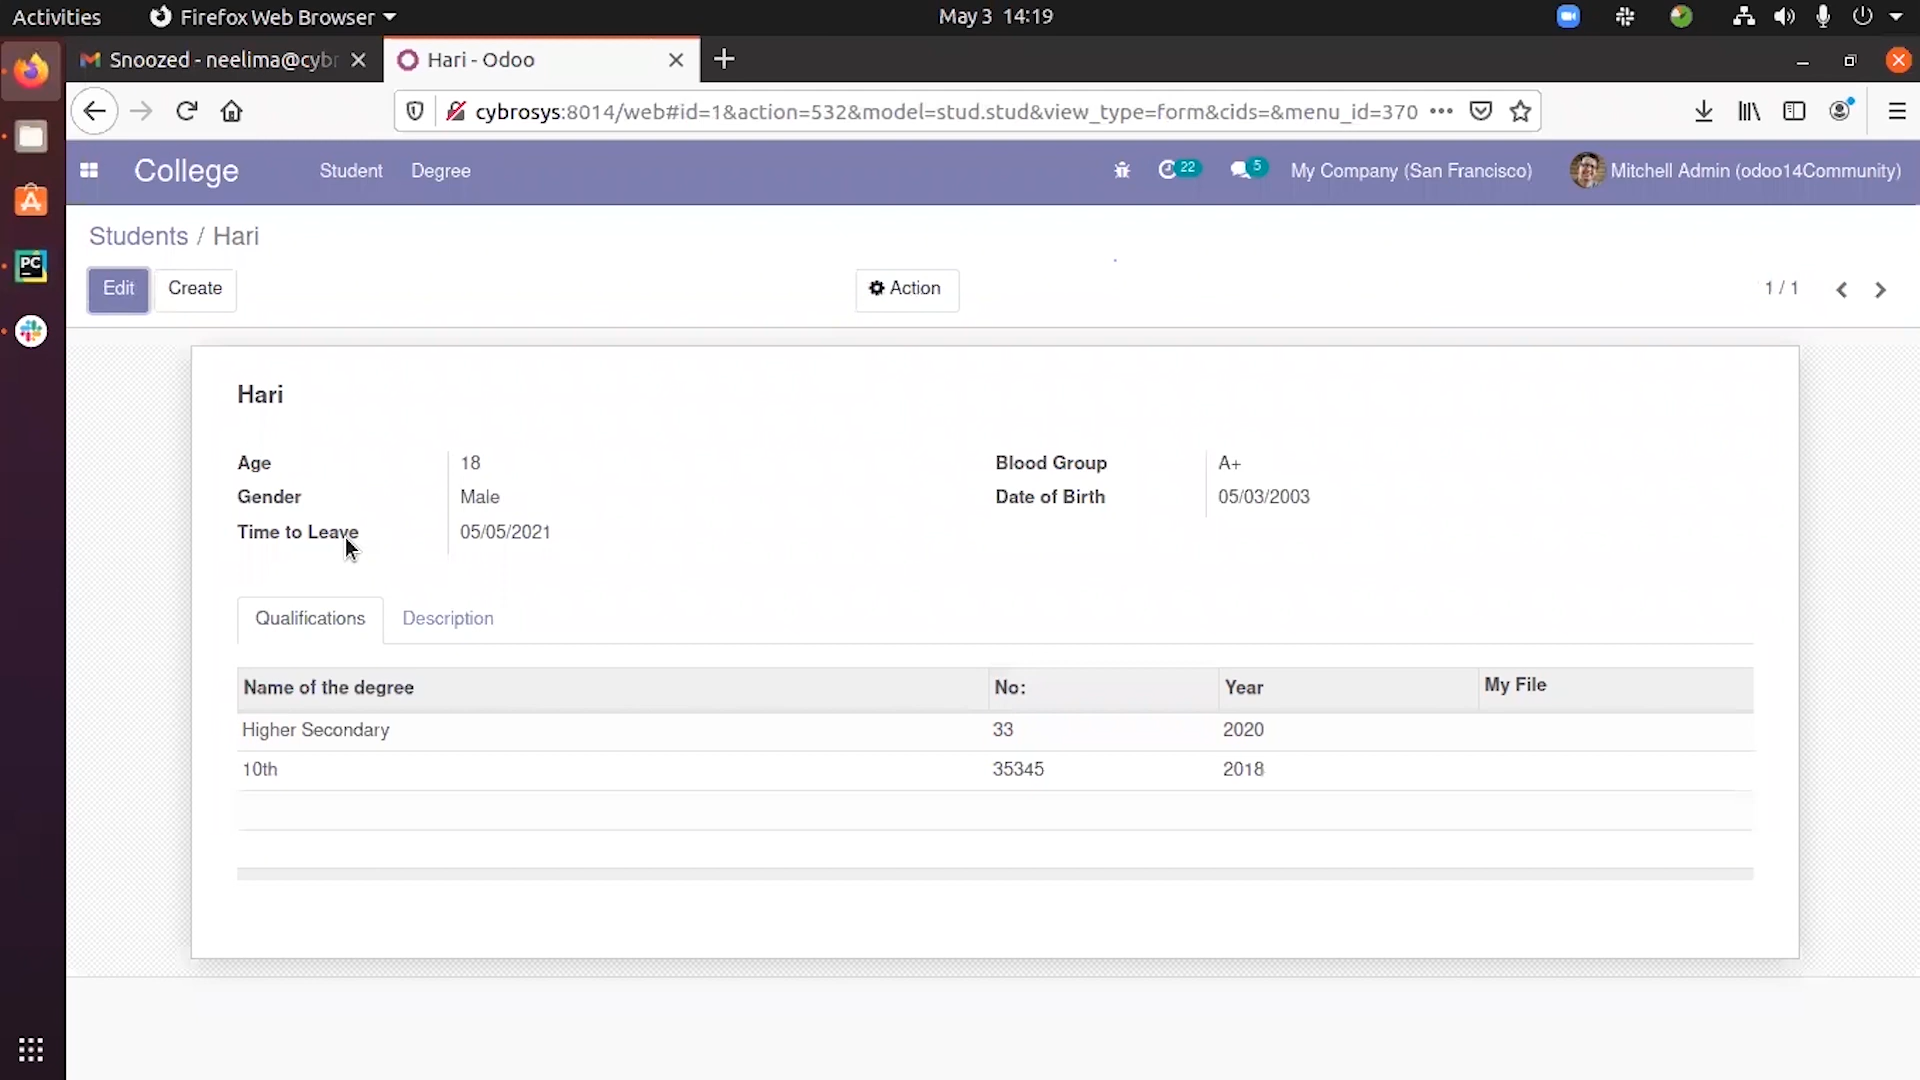 Activities Firefox Web Browser May 3 14:19
Snoozed - neelima@cybr Hari - Odoo
cybrosys:8014/web#id=1&action=532&model=stud.stud&view_type=form&cids=&menu_id=370
College Student Degree 22 5 My Company (San Francisco) Mitchell Admin (odoo14Community)
Students / Hari
Edit Create Action 1 / 1
Hari
Age 18 Blood Group A+
Gender Male Date of Birth 05/03/2003
Time to Leave 05/05/2021
Qualifications Description
Name of the degree No: Year My File
Higher Secondary 33 2020
10th 35345 2018
PC